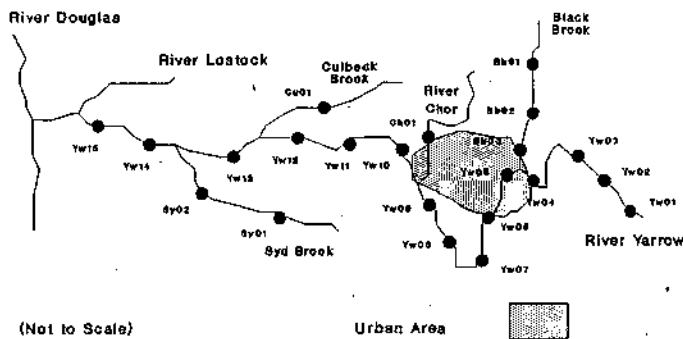 River Douglas
Black
Brook
River Lostock
Culbeck
Brook
River
Chor
Bk01
Cu01
Bk02
Ch01
Bk03
Yw03
Yw15
Yw14
Yw13
Yw12
Yw11
Yw10
Yw05
Yw02
Yw04
Yw01
Sy02
Yw09
Sy01
Yw06
Syd Brook
Yw08
River Yarrow
Yw07
(Not to Scale)
Urban Area